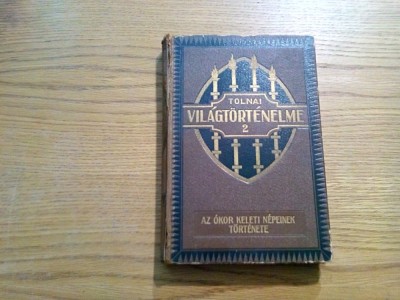 TOLNAI
VILÁGTÖRTÉNELME
2
AZ ÓKOR KELETI NÉPEINEK
TÖRTÉNETE